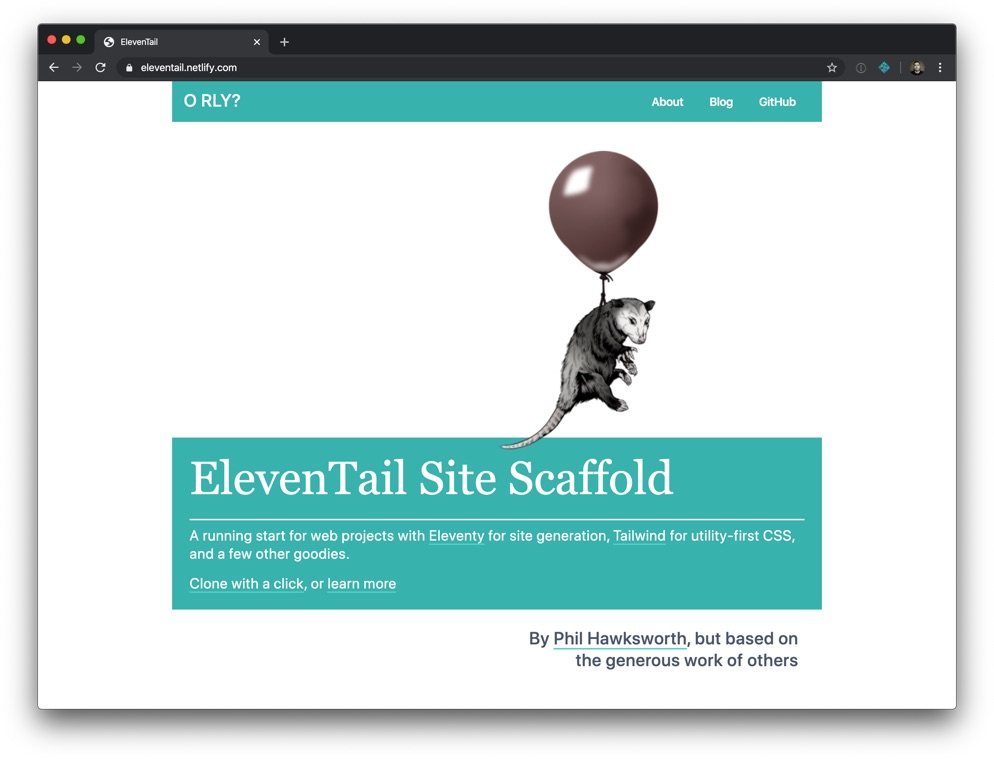 ElevenTail
eleventail.netlify.com
O RLY?
About Blog GitHub
ElevenTail Site Scaffold
A running start for web projects with Eleventy for site generation, Tailwind for utility-first CSS,
and a few other goodies.
Clone with a click, or learn more
By Phil Hawksworth, but based on
the generous work of others